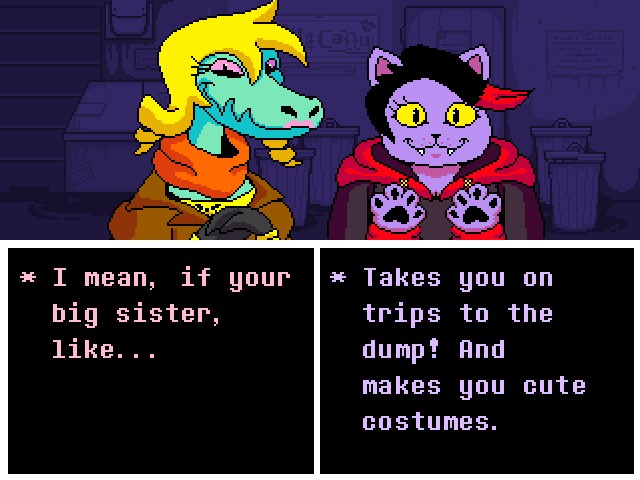 * I mean, if your
big sister,
like...
* Takes you on
trips to the
dump! And
makes you cute
costumes.